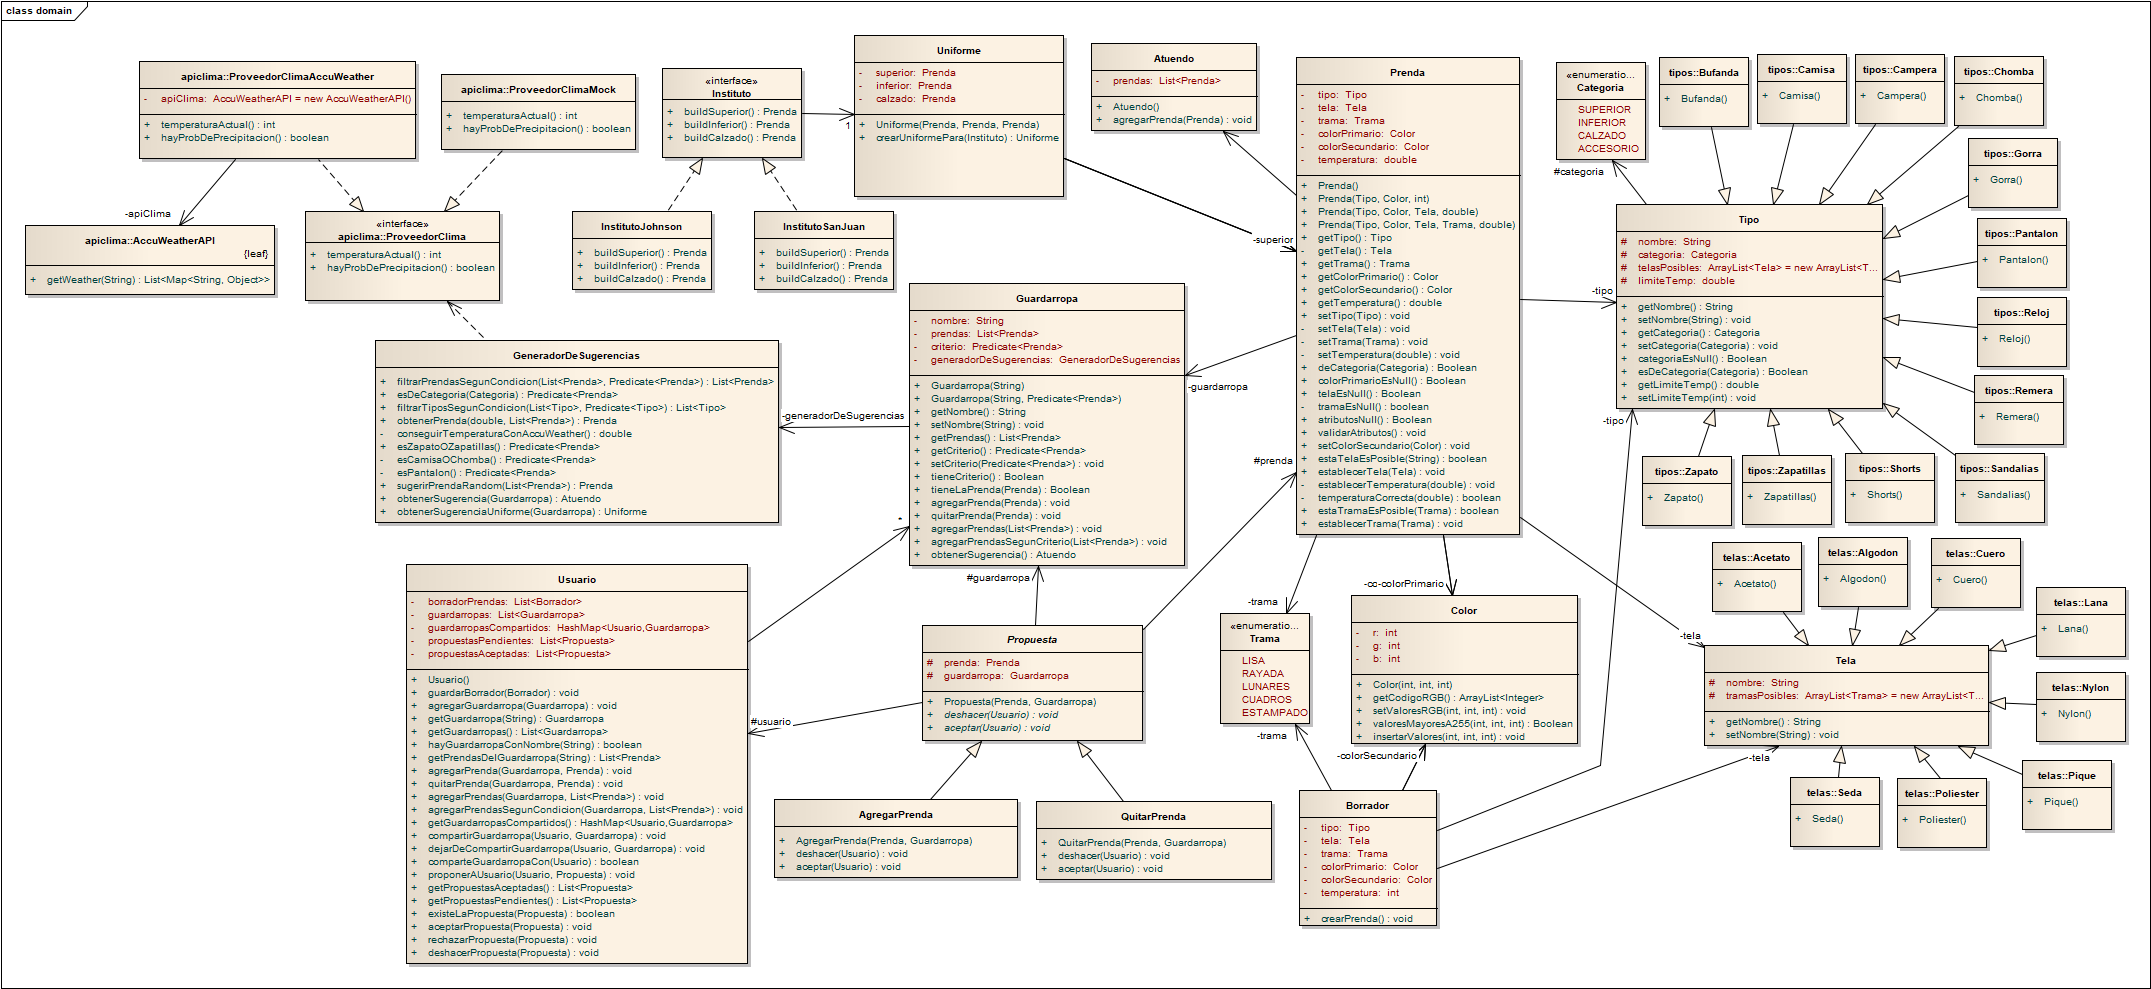 class domain
apiclima::ProveedorClimaAccuWeather
- apiClima: AccuWeatherAPI = new AccuWeatherAPI()
+ temperaturaActual() : int
+ hayProbDePrecipitacion() : boolean
apiclima::ProveedorClimaMock
+ temperaturaActual() : int
+ hayProbDePrecipitacion() : boolean
«interface»
Instituto
+ buildSuperior() : Prenda
+ buildInferior() : Prenda
+ buildCalzado() : Prenda
1
Uniforme
- superior: Prenda
- inferior: Prenda
- calzado: Prenda
+ Uniforme(Prenda, Prenda, Prenda)
+ crearUniformePara(Instituto) : Uniforme
Atuendo
- prendas: List<Prenda>
+ Atuendo()
+ agregarPrenda(Prenda) : void
Prenda
- tipo: Tipo
- tela: Tela
- trama: Trama
- colorPrimario: Color
- colorSecundario: Color
- temperatura: double
+ Prenda()
+ Prenda(Tipo, Color, int)
+ Prenda(Tipo, Color, Tela, double)
+ Prenda(Tipo, Color, Tela, Trama, double)
+ getTipo() : Tipo
- getTela() : Tela
+ getTrama() : Trama
+ getColorPrimario() : Color
+ getColorSecundario() : Color
+ getTemperatura() : double
+ setTipo(Tipo) : void
- setTela(Tela) : void
- setTrama(Trama) : void
- setTemperatura(double) : void
+ deCategoria(Categoria) : Boolean
+ colorPrimarioEsNull() : Boolean
+ telaEsNull() : Boolean
- tramaEsNull() : boolean
+ atributosNull() : Boolean
+ validarAtributos() : void
+ setColorSecundario(Color) : void
+ estaTelaEsPosible(String) : boolean
+ establecerTela(Tela) : void
- establecerTemperatura(double) : void
- temperaturaCorrecta(double) : boolean
+ estaTramaEsPosible(Trama) : boolean
+ establecerTrama(Trama) : void
«enumeratio...
Categoria
SUPERIOR
INFERIOR
CALZADO
ACCESORIO
#categoria
tipos::Bufanda
+ Bufanda()
tipos::Camisa
+ Camisa()
tipos::Campera
+ Campera()
tipos::Chomba
+ Chomba()
tipos::Gorra
+ Gorra()
tipos::Pantalon
+ Pantalon()
tipos::Reloj
+ Reloj()
tipos::Remera
+ Remera()
Tipo
# nombre: String
# categoria: Categoria
# telasPosibles: ArrayList<Tela> = new ArrayList<T...
# limiteTemp: double
+ getNombre() : String
+ setNombre(String) : void
+ getCategoria() : Categoria
+ setCategoria(Categoria) : void
+ categoriaEsNull() : Boolean
+ esDeCategoria(Categoria) : Boolean
+ getLimiteTemp() : double
+ setLimiteTemp(int) : void
-tipo
-tipo
-superior
-apiClima
apiclima::AccuWeatherAPI
{leaf}
+ getWeather(String) : List<Map<String, Object>>
«interface»
apiclima::ProveedorClima
+ temperaturaActual() : int
+ hayProbDePrecipitacion() : boolean
InstitutoJohnson
+ buildSuperior() : Prenda
+ buildInferior() : Prenda
+ buildCalzado() : Prenda
InstitutoSanJuan
+ buildSuperior() : Prenda
+ buildInferior() : Prenda
+ buildCalzado() : Prenda
GeneradorDeSugerencias
+ filtrarPrendasSegunCondicion(List<Prenda>, Predicate<Prenda>) : List<Prenda>
+ esDeCategoria(Categoria) : Predicate<Prenda>
+ filtrarTiposSegunCondicion(List<Tipo>, Predicate<Tipo>) : List<Tipo>
+ obtenerPrenda(double, List<Prenda>) : Prenda
- conseguirTemperaturaConAccuWeather() : double
+ esZapatoOZapatillas() : Predicate<Prenda>
- esCamisaOChomba() : Predicate<Prenda>
- esPantalon() : Predicate<Prenda>
+ sugerirPrendaRandom(List<Prenda>) : Prenda
+ obtenerSugerencia(Guardarropa) : Atuendo
+ obtenerSugerenciaUniforme(Guardarropa) : Uniforme
-generadorDeSugerencias
Guardarropa
- nombre: String
- prendas: List<Prenda>
- criterio: Predicate<Prenda>
- generadorDeSugerencias: GeneradorDeSugerencias
+ Guardarropa(String)
+ Guardarropa(String, Predicate<Prenda>)
+ getNombre() : String
+ setNombre(String) : void
+ getPrendas() : List<Prenda>
+ getCriterio() : Predicate<Prenda>
+ setCriterio(Predicate<Prenda>) : void
+ tieneCriterio() : Boolean
+ tieneLaPrenda(Prenda) : Boolean
+ agregarPrenda(Prenda) : void
+ quitarPrenda(Prenda) : void
+ agregarPrendas(List<Prenda>) : void
+ agregarPrendasSegunCriterio(List<Prenda>) : void
+ obtenerSugerencia() : Atuendo
-guardarropa
#prenda
*
#guardarropa
tipos::Zapato
+ Zapato()
tipos::Zapatillas
+ Zapatillas()
tipos::Shorts
+ Shorts()
tipos::Sandalias
+ Sandalias()
Usuario
- borradorPrendas: List<Borrador>
- guardarropas: List<Guardarropa>
- guardarropasCompartidos: HashMap<Usuario,Guardarropa>
- propuestasPendientes: List<Propuesta>
- propuestasAceptadas: List<Propuesta>
+ Usuario()
+ guardarBorrador(Borrador) : void
+ agregarGuardarropa(Guardarropa) : void
+ getGuardarropa(String) : Guardarropa
+ getGuardarropas() : List<Guardarropa>
+ hayGuardarropaConNombre(String) : boolean
+ getPrendasDelGuardarropa(String) : List<Prenda>
+ agregarPrenda(Guardarropa, Prenda) : void
+ quitarPrenda(Guardarropa, Prenda) : void
+ agregarPrendas(Guardarropa, List<Prenda>) : void
+ agregarPrendasSegunCondicion(Guardarropa, List<Prenda>) : void
+ getGuardarropasCompartidos() : HashMap<Usuario,Guardarropa>
+ compartirGuardarropa(Usuario, Guardarropa) : void
+ dejarDeCompartirGuardarropa(Usuario, Guardarropa) : void
+ comparteGuardarropaCon(Usuario) : boolean
+ proponerAUsuario(Usuario, Propuesta) : void
+ getPropuestasAceptadas() : List<Propuesta>
+ getPropuestasPendientes() : List<Propuesta>
+ existeLaPropuesta(Propuesta) : boolean
+ aceptarPropuesta(Propuesta) : void
+ rechazarPropuesta(Propuesta) : void
+ deshacerPropuesta(Propuesta) : void
#usuario
Propuesta
# prenda: Prenda
# guardarropa: Guardarropa
+ Propuesta(Prenda, Guardarropa)
+ deshacer(Usuario) : void
+ aceptar(Usuario) : void
AgregarPrenda
+ AgregarPrenda(Prenda, Guardarropa)
+ deshacer(Usuario) : void
+ aceptar(Usuario) : void
QuitarPrenda
+ QuitarPrenda(Prenda, Guardarropa)
+ deshacer(Usuario) : void
+ aceptar(Usuario) : void
-trama
«enumeratio...
Trama
LISA
RAYADA
LUNARES
CUADROS
ESTAMPADO
-trama
-cc-colorPrimario
Color
- r: int
- g: int
- b: int
+ Color(int, int, int)
+ getCodigoRGB() : ArrayList<Integer>
+ setValoresRGB(int, int, int) : void
+ valoresMayoresA255(int, int, int) : Boolean
+ insertarValores(int, int, int) : void
-colorSecundario
Borrador
- tipo: Tipo
- tela: Tela
- trama: Trama
- colorPrimario: Color
- colorSecundario: Color
- temperatura: int
+ crearPrenda() : void
telas::Acetato
+ Acetato()
telas::Algodon
+ Algodon()
telas::Cuero
+ Cuero()
telas::Lana
+ Lana()
telas::Nylon
+ Nylon()
-tela
Tela
# nombre: String
# tramasPosibles: ArrayList<Trama> = new ArrayList<T...
+ getNombre() : String
+ setNombre(String) : void
-tela
telas::Seda
+ Seda()
telas::Poliester
+ Poliester()
telas::Pique
+ Pique()